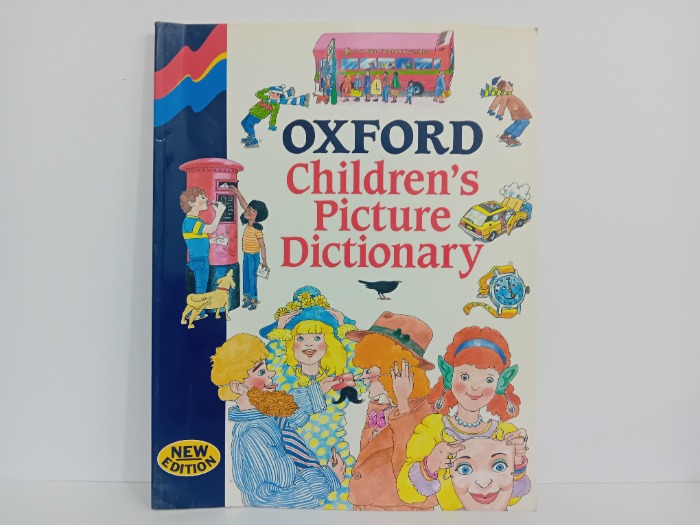 OXFORD
Children's
Picture
Dictionary
NEW
EDITION